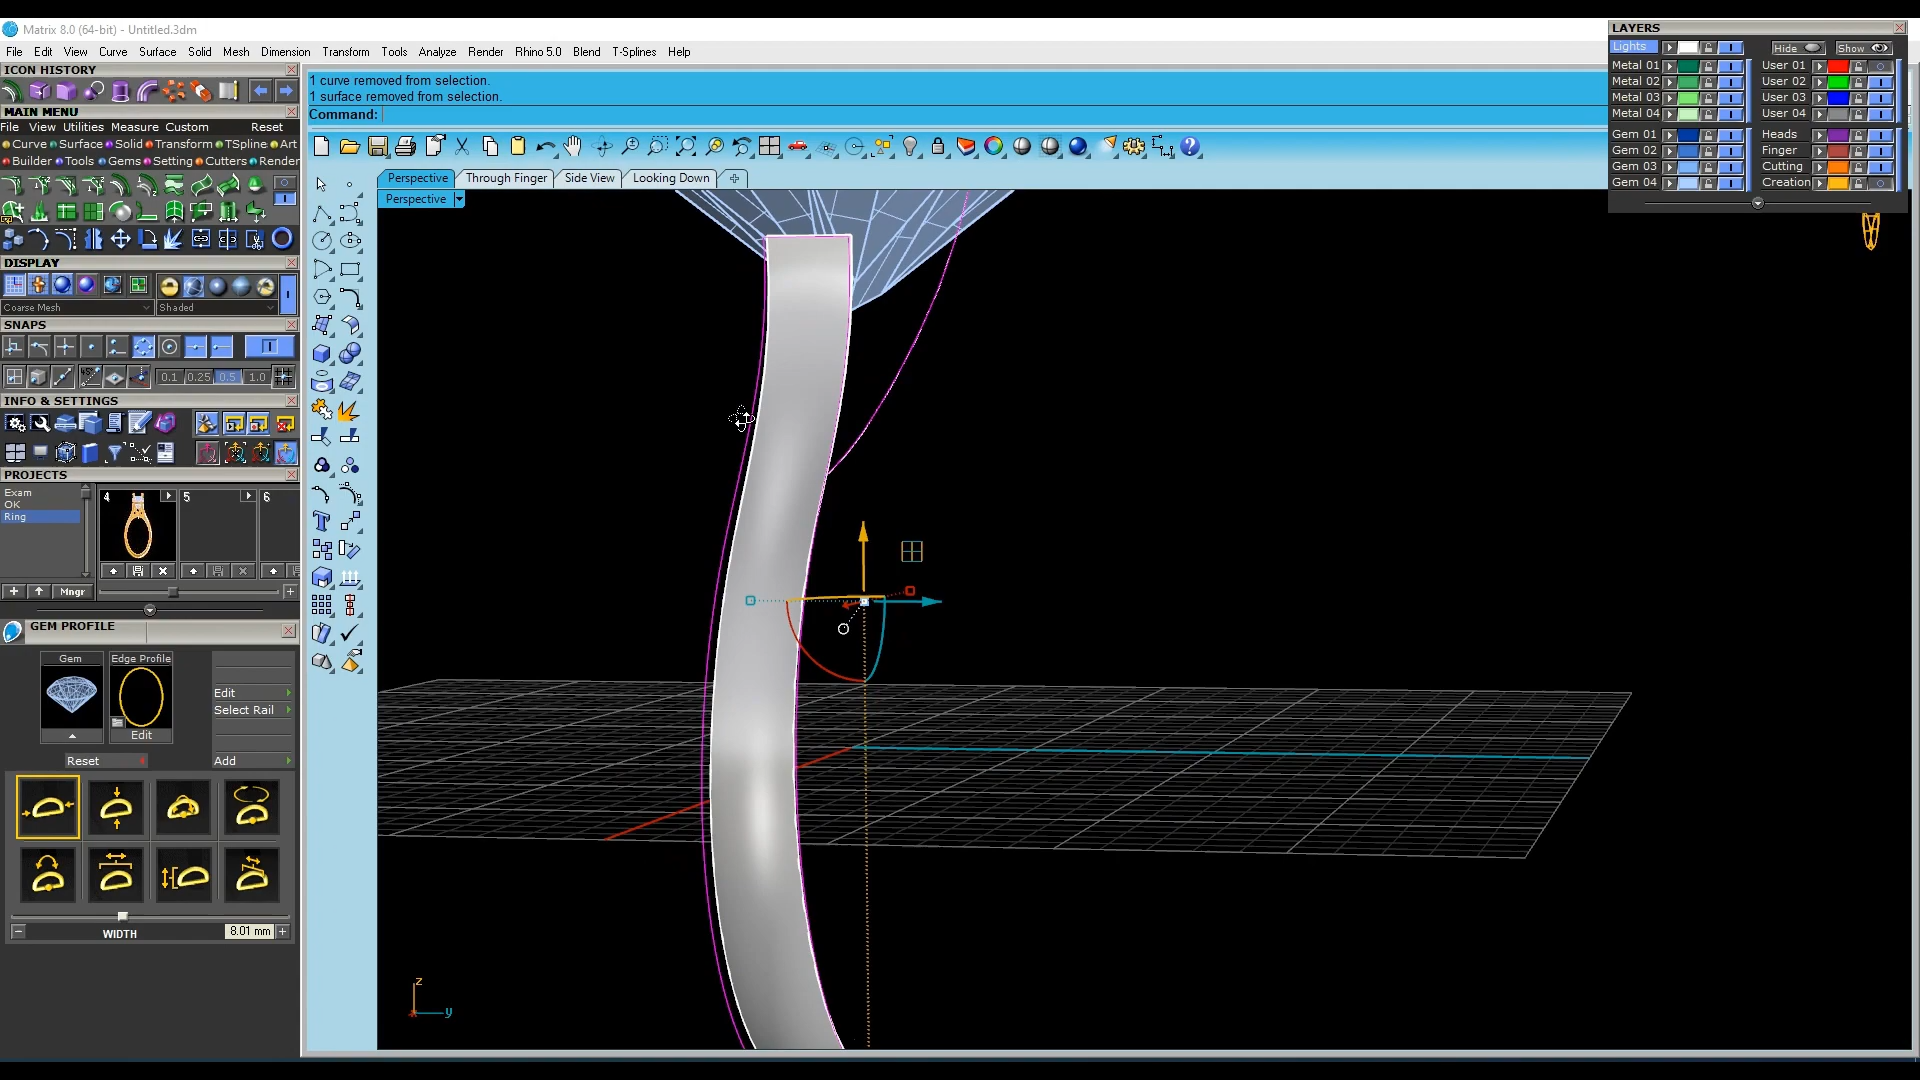 Matrix 8.0 (64-bit) - Untitled.3dm
File Edit View Curve Surface Solid Mesh Dimension Transform Tools Analyze Render Rhino 5.0 Blend T-Splines Help
ICON HISTORY
MAIN MENU
File View Utilities Measure Custom Reset
Curve Surface Solid Transform TSpline Art
Builder Tools Gems Setting Cutters Render
DISPLAY
Coarse Mesh Shaded
SNAPS
0.1 0.25 0.5 1.0
INFO & SETTINGS
PROJECTS
Exam
OK
Ring
4 5 6
Mngr
GEM PROFILE
Gem Edge Profile
Edit
Select Rail
Edit
Reset Add
WIDTH 8.01 mm
1 curve removed from selection.
1 surface removed from selection.
Command:
Perspective Through Finger Side View Looking Down
Perspective
z
y
LAYERS
Lights Hide Show
Metal 01 User 01
Metal 02 User 02
Metal 03 User 03
Metal 04 User 04
Gem 01 Heads
Gem 02 Finger
Gem 03 Cutting
Gem 04 Creation